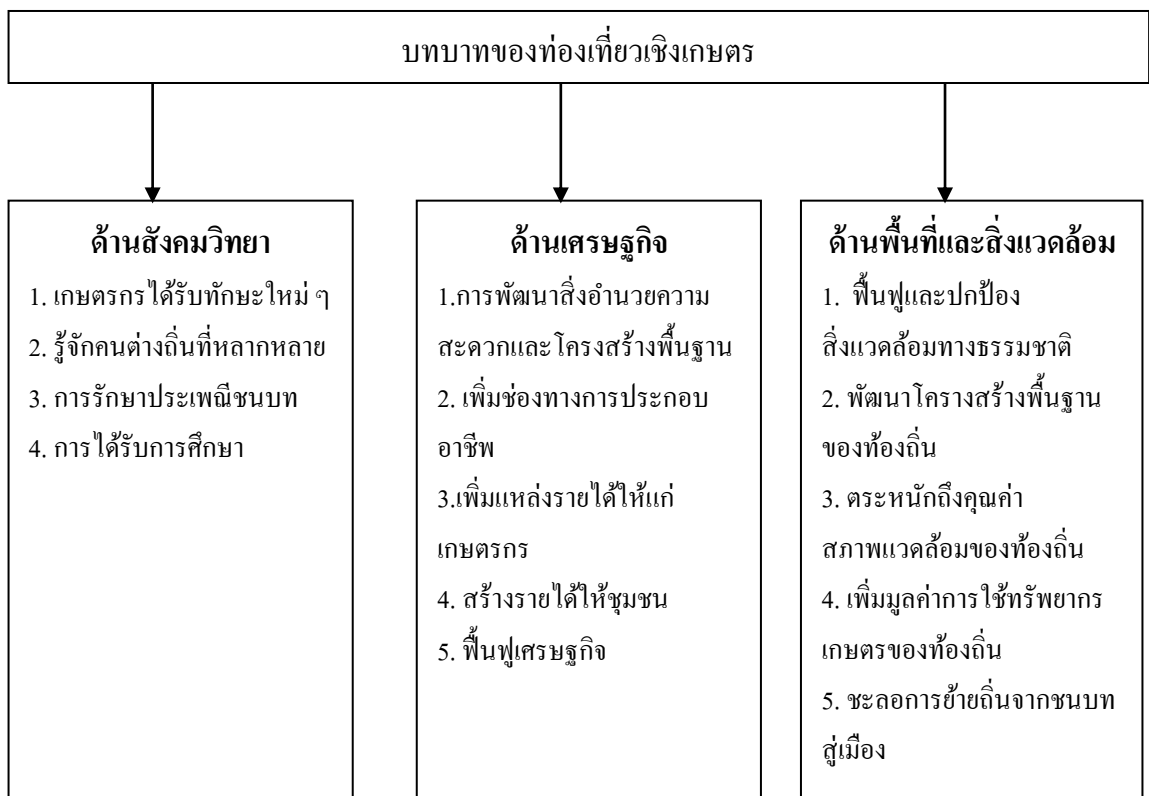 บทบาทของท่องเที่ยวเชิงเกษตร
ด้านสังคมวิทยา
1. เกษตรกรได้รับทักษะใหม่ ๆ
2. รู้จักคนต่างถิ่นที่หลากหลาย
3. การรักษาประเพณีชนบท
4. การได้รับการศึกษา
ด้านเศรษฐกิจ
1.การพัฒนาสิ่งอำนวยความ
สะดวกและโครงสร้างพื้นฐาน
2. เพิ่มช่องทางการประกอบ
อาชีพ
3.เพิ่มแหล่งรายได้ให้แก่
เกษตรกร
4. สร้างรายได้ให้ชุมชน
5. ฟื้นฟูเศรษฐกิจ
ด้านพื้นที่และสิ่งแวดล้อม
1. ฟื้นฟูและปกป้อง
สิ่งแวดล้อมทางธรรมชาติ
2. พัฒนาโครางสร้างพื้นฐาน
ของท้องถิ่น
3. ตระหนักถึงคุณค่า
สภาพแวดล้อมของท้องถิ่น
4. เพิ่มมูลค่าการใช้ทรัพยากร
เกษตรของท้องถิ่น
5. ชะลอการย้ายถิ่นจากชนบท
สู่เมือง